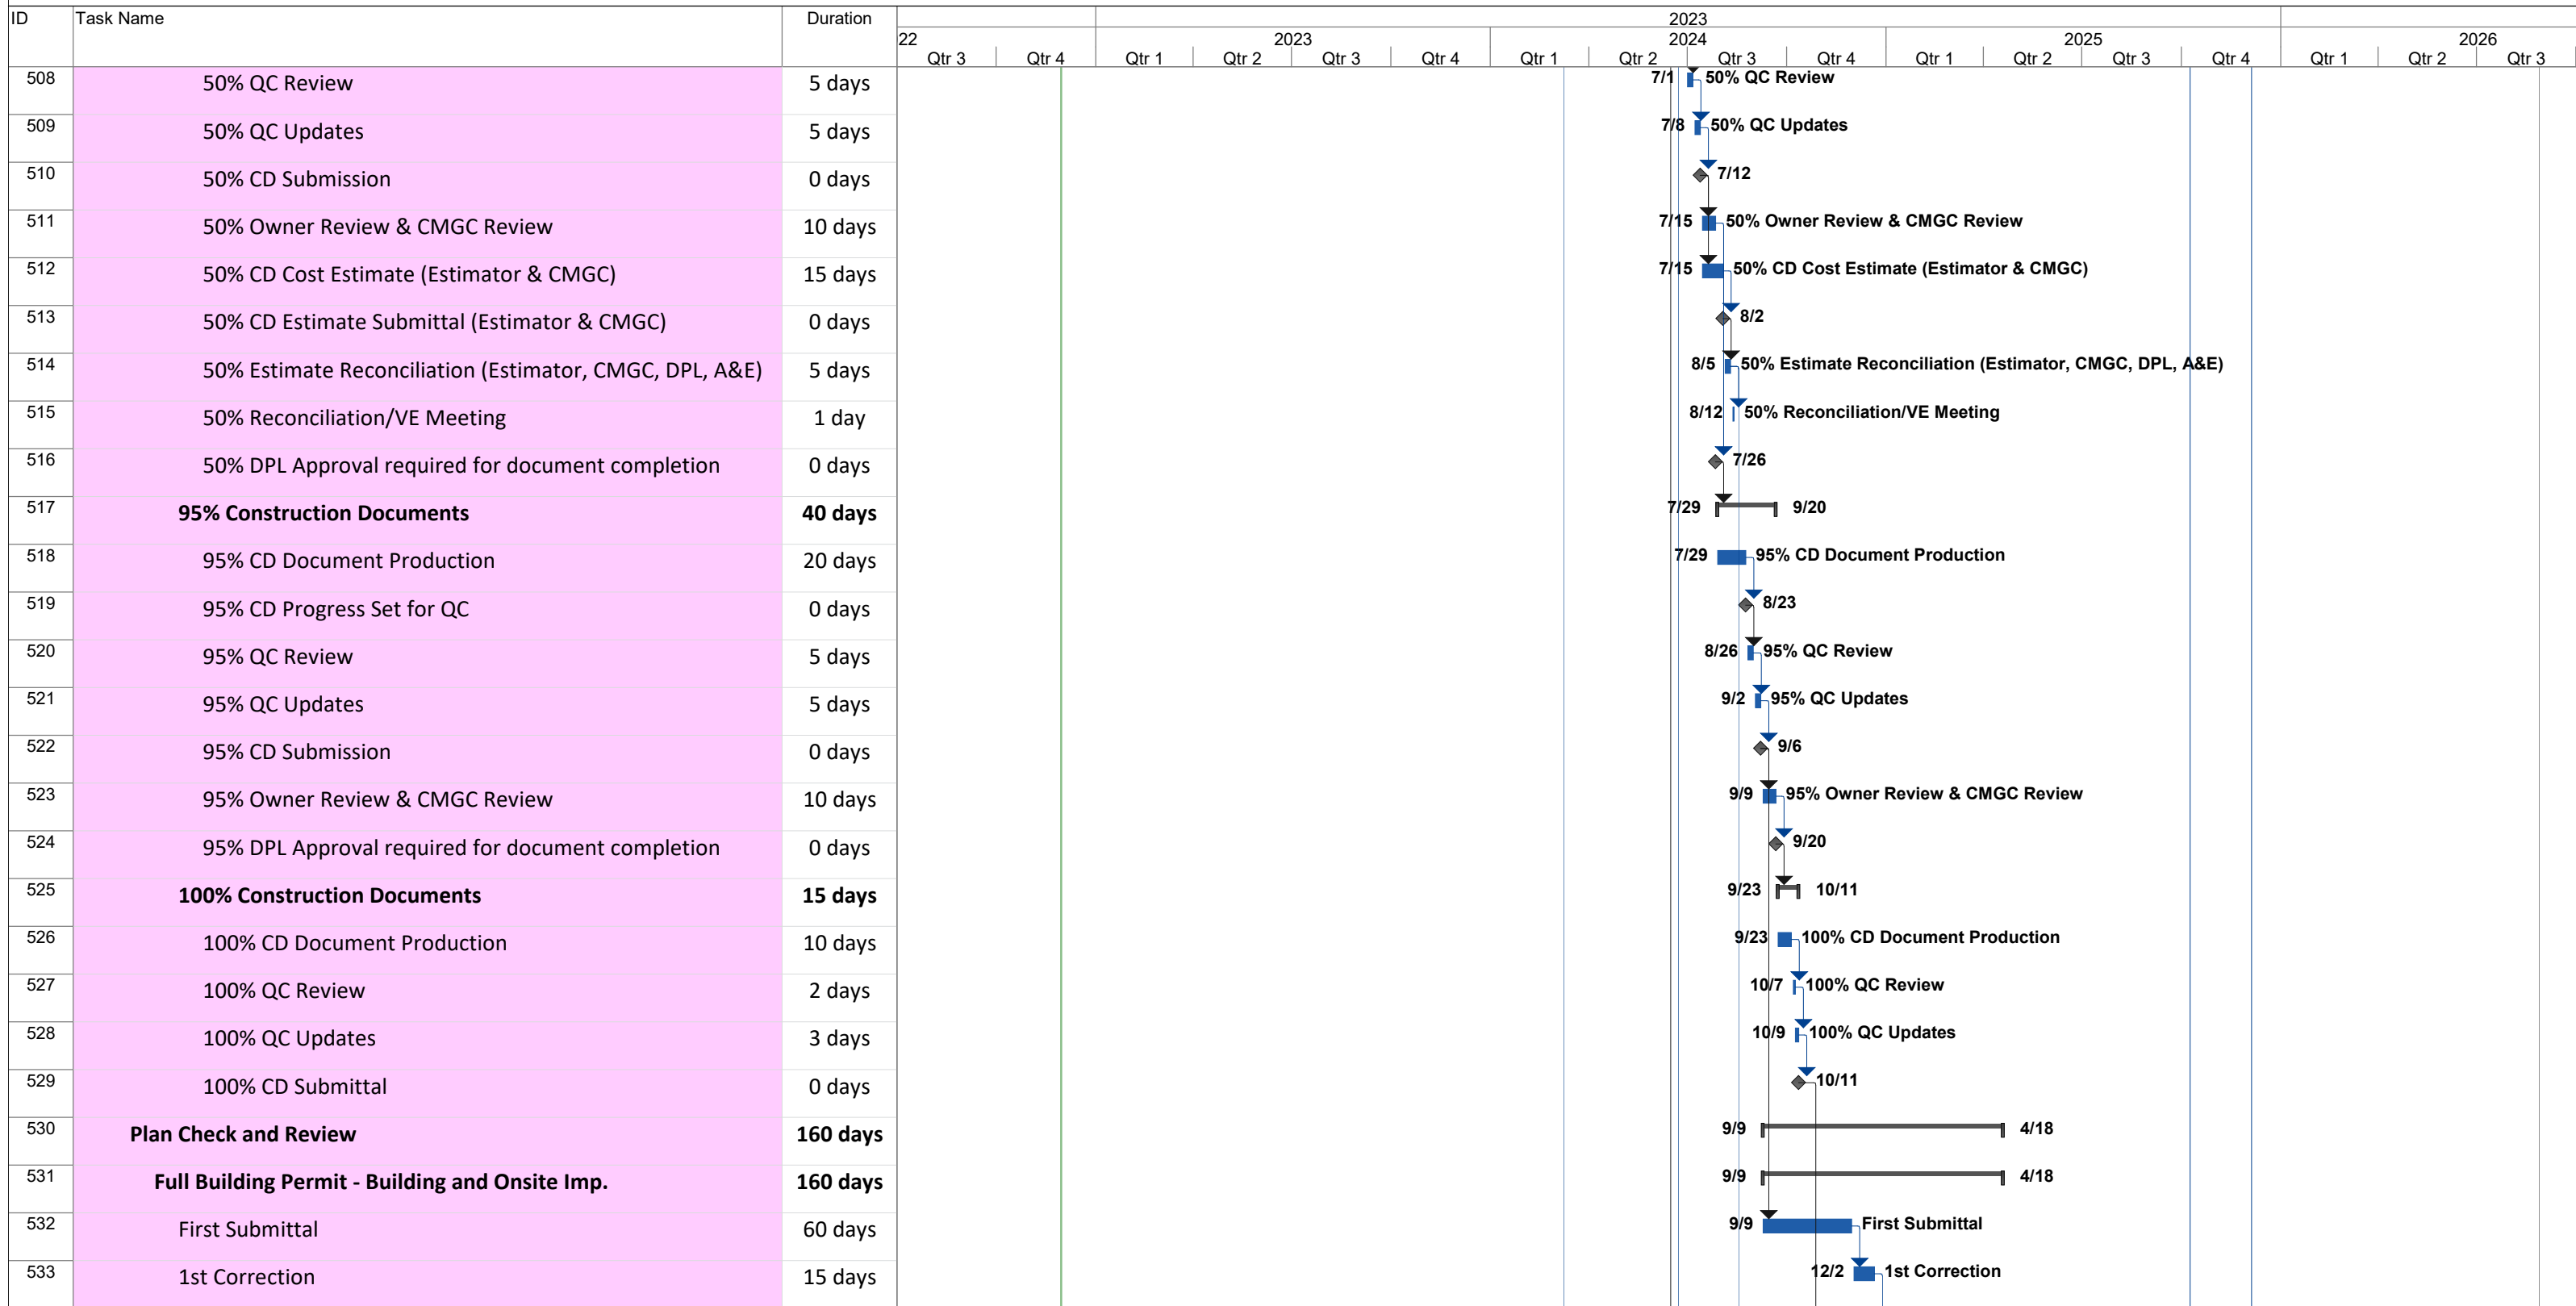 ID Task Name Duration 2023
22 2023 2024 2025 2026
Qtr 3 Qtr 4 Qtr 1 Qtr 2 Qtr 3 Qtr 4 Qtr 1 Qtr 2 Qtr 3 Qtr 4 Qtr 1 Qtr 2 Qtr 3 Qtr 4 Qtr 1 Qtr 2 Qtr 3
508 50% QC Review 5 days 7/1 50% QC Review
509 50% QC Updates 5 days 7/8 50% QC Updates
510 50% CD Submission 0 days 7/12
511 50% Owner Review & CMGC Review 10 days 7/15 50% Owner Review & CMGC Review
512 50% CD Cost Estimate (Estimator & CMGC) 15 days 7/15 50% CD Cost Estimate (Estimator & CMGC)
513 50% CD Estimate Submittal (Estimator & CMGC) 0 days 8/2
514 50% Estimate Reconciliation (Estimator, CMGC, DPL, A&E) 5 days 8/5 50% Estimate Reconciliation (Estimator, CMGC, DPL, A&E)
515 50% Reconciliation/VE Meeting 1 day 8/12 50% Reconciliation/VE Meeting
516 50% DPL Approval required for document completion 0 days 7/26
517 95% Construction Documents 40 days 7/29 9/20
518 95% CD Document Production 20 days 7/29 95% CD Document Production
519 95% CD Progress Set for QC 0 days 8/23
520 95% QC Review 5 days 8/26 95% QC Review
521 95% QC Updates 5 days 9/2 95% QC Updates
522 95% CD Submission 0 days 9/6
523 95% Owner Review & CMGC Review 10 days 9/9 95% Owner Review & CMGC Review
524 95% DPL Approval required for document completion 0 days 9/20
525 100% Construction Documents 15 days 9/23 10/11
526 100% CD Document Production 10 days 9/23 100% CD Document Production
527 100% QC Review 2 days 10/7 100% QC Review
528 100% QC Updates 3 days 10/9 100% QC Updates
529 100% CD Submittal 0 days 10/11
530 Plan Check and Review 160 days 9/9 4/18
531 Full Building Permit - Building and Onsite Imp. 160 days 9/9 4/18
532 First Submittal 60 days 9/9 First Submittal
533 1st Correction 15 days 12/2 1st Correction